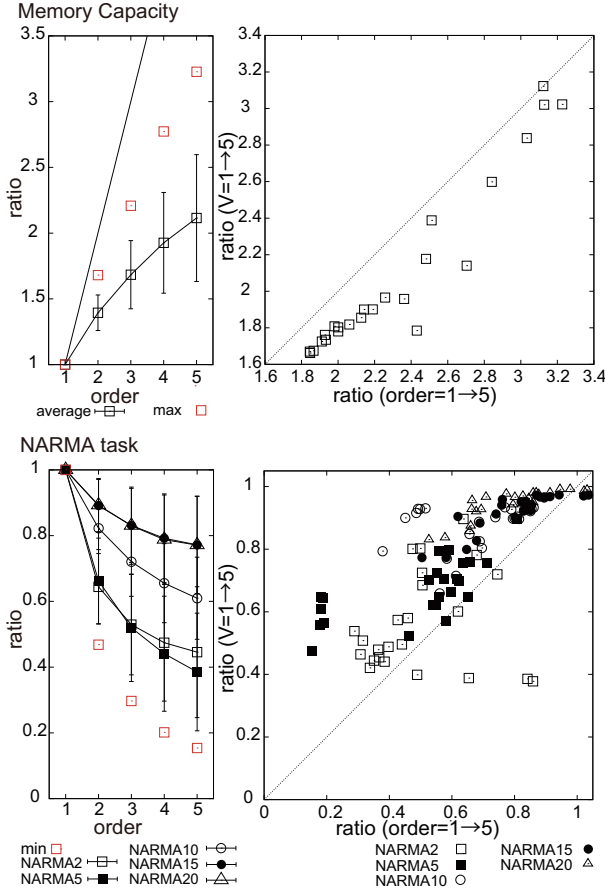 Memory Capacity
ratio
3.5
3
2.5
2
1.5
1
1 2 3 4 5
order
average max
ratio (V=1→5)
3.4
3.2
3
2.8
2.6
2.4
2.2
2
1.8
1.6
1.6 1.8 2 2.2 2.4 2.6 2.8 3 3.2 3.4
ratio (order=1→5)
NARMA task
ratio
1
0.8
0.6
0.4
0.2
0
1 2 3 4 5
order
min
NARMA2
NARMA5
NARMA10
NARMA15
NARMA20
ratio (V=1→5)
1
0.8
0.6
0.4
0.2
0
0 0.2 0.4 0.6 0.8 1
ratio (order=1→5)
NARMA2
NARMA5
NARMA10
NARMA15
NARMA20